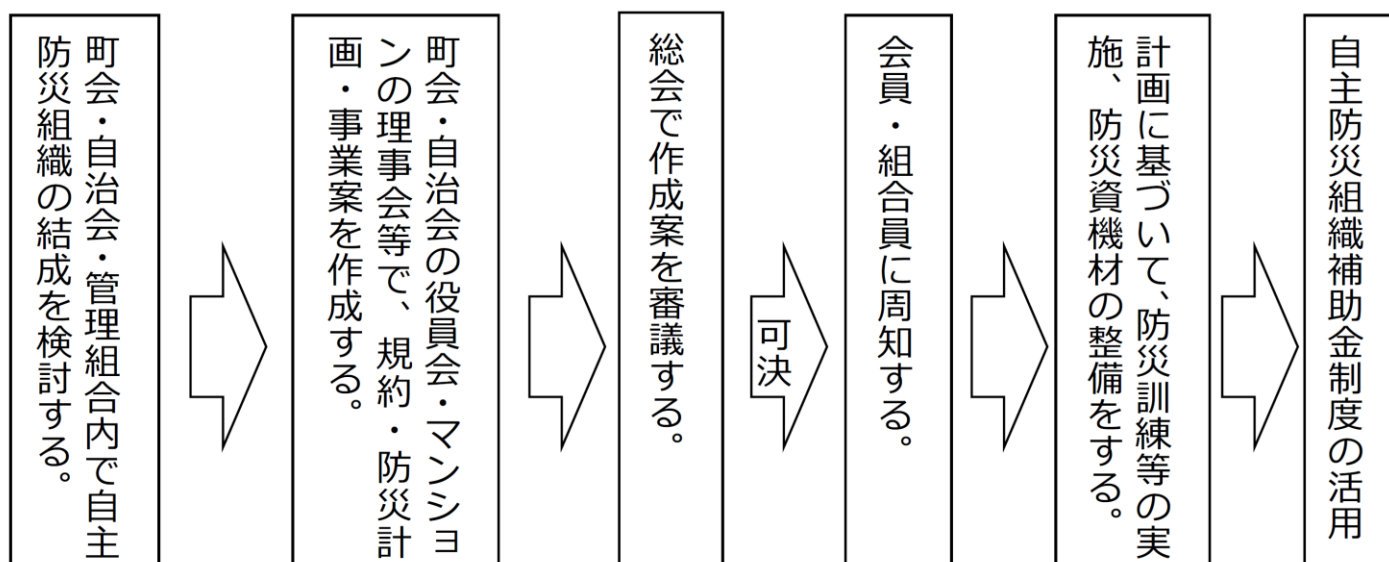 町会・自治会・管理組合内で自主
防災組織の結成を検討する。
町会・自治会の役員会・マンショ
ンの理事会等で、規約・防災計
画・事業案を作成する。
総会で作成案を審議する。
可決
会員・組合員に周知する。
計画に基づいて、防災訓練等の実
施、防災資機材の整備をする。
自主防災組織補助金制度の活用